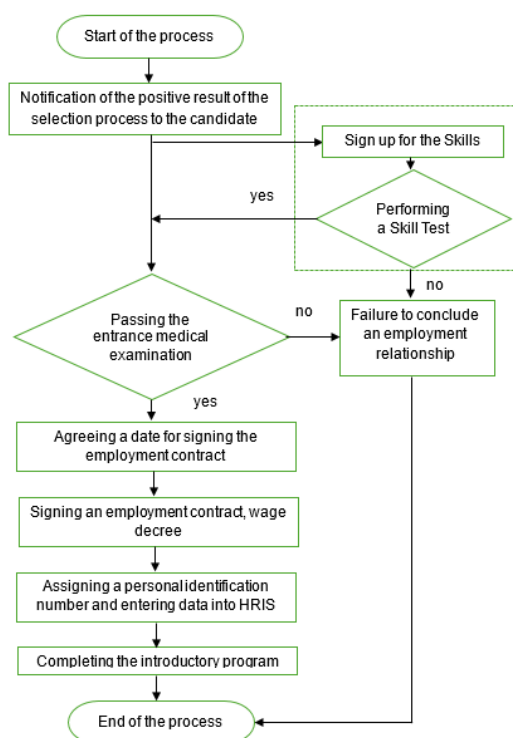 Start of the process
Notification of the positive result of the
selection process to the candidate
Sign up for the Skills
yes
Performing
a Skill Test
no
Passing the
entrance medical
examination
no
Failure to conclude
an employment
relationship
yes
Agreeing a date for signing the
employment contract
Signing an employment contract, wage
decree
Assigning a personal identification
number and entering data into HRIS
Completing the introductory program
End of the process